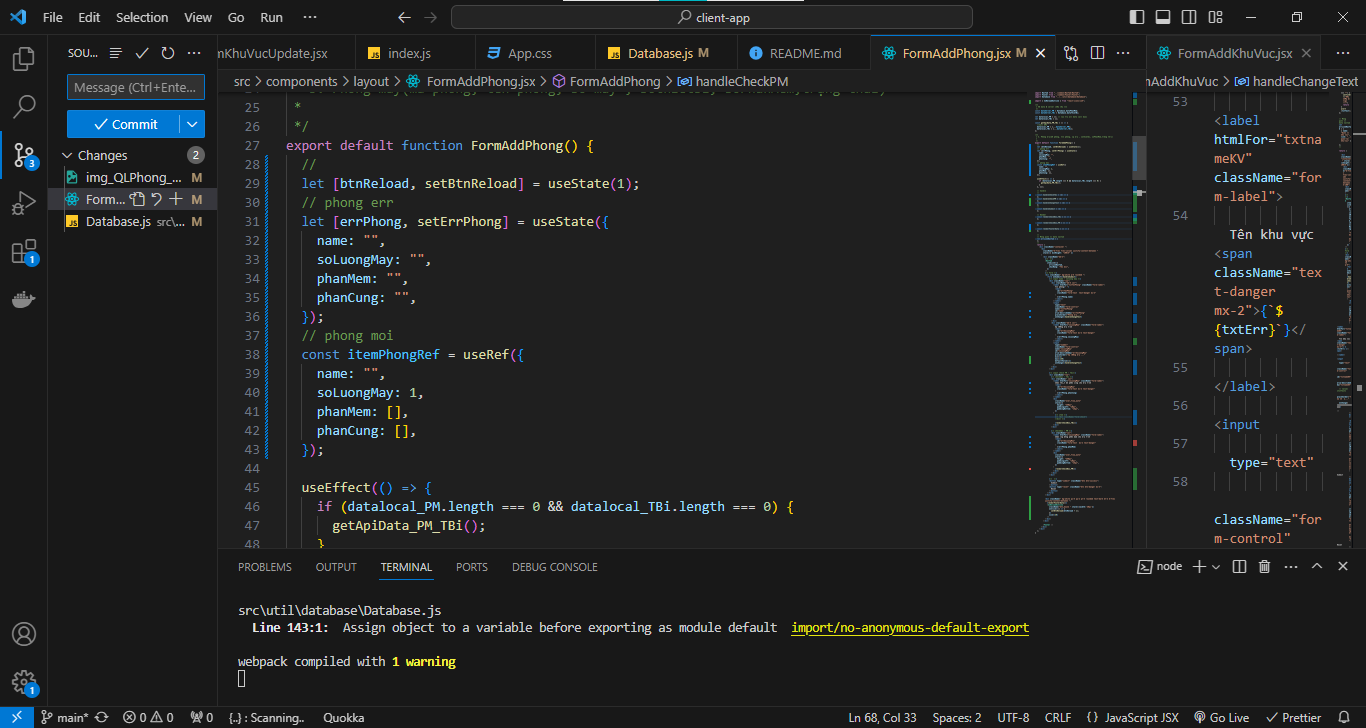 File Edit Selection View Go Run ··· client-app
SOU...
Message (Ctrl+Ente...
Commit
Changes 2
img_QLPhong_... M
Form... M
Database.js src\... M
3
1
1
mKhuVucUpdate.jsx index.js App.css Database.js M README.md FormAddPhong.jsx M
src > components > layout > FormAddPhong.jsx > FormAddPhong > handleCheckPM
25 *
26 */
27 export default function FormAddPhong() {
28 //
29 let [btnReload, setBtnReload] = useState(1);
30 // phong err
31 let [errPhong, setErrPhong] = useState({
32 name: "",
33 soLuongMay: "",
34 phanMem: "",
35 phanCung: "",
36 });
37 // phong moi
38 const itemPhongRef = useRef({
39 name: "",
40 soLuongMay: 1,
41 phanMem: [],
42 phanCung: [],
43 });
44
45 useEffect(() => {
46 if (datalocal_PM.length === 0 && datalocal_TBi.length === 0) {
47 getApiData_PM_TBi();
48 }
FormAddKhuVuc.jsx
nAddKhuVuc > handleChangeText
53
<label
htmlFor="txtna
meKV"
className="for
m-label">
54
Tên khu vực
<span
className="tex
t-danger
mx-2">{`$
{txtErr}`}</
span>
55
</label>
56
<input
57
type="text"
58
className="for
m-control"
PROBLEMS OUTPUT TERMINAL PORTS DEBUG CONSOLE node
src\util\database\Database.js
Line 143:1: Assign object to a variable before exporting as module default import/no-anonymous-default-export
webpack compiled with 1 warning
main* 0 0 0 {..} : Scanning.. Quokka Ln 68, Col 33 Spaces: 2 UTF-8 CRLF {} JavaScript JSX Go Live Prettier